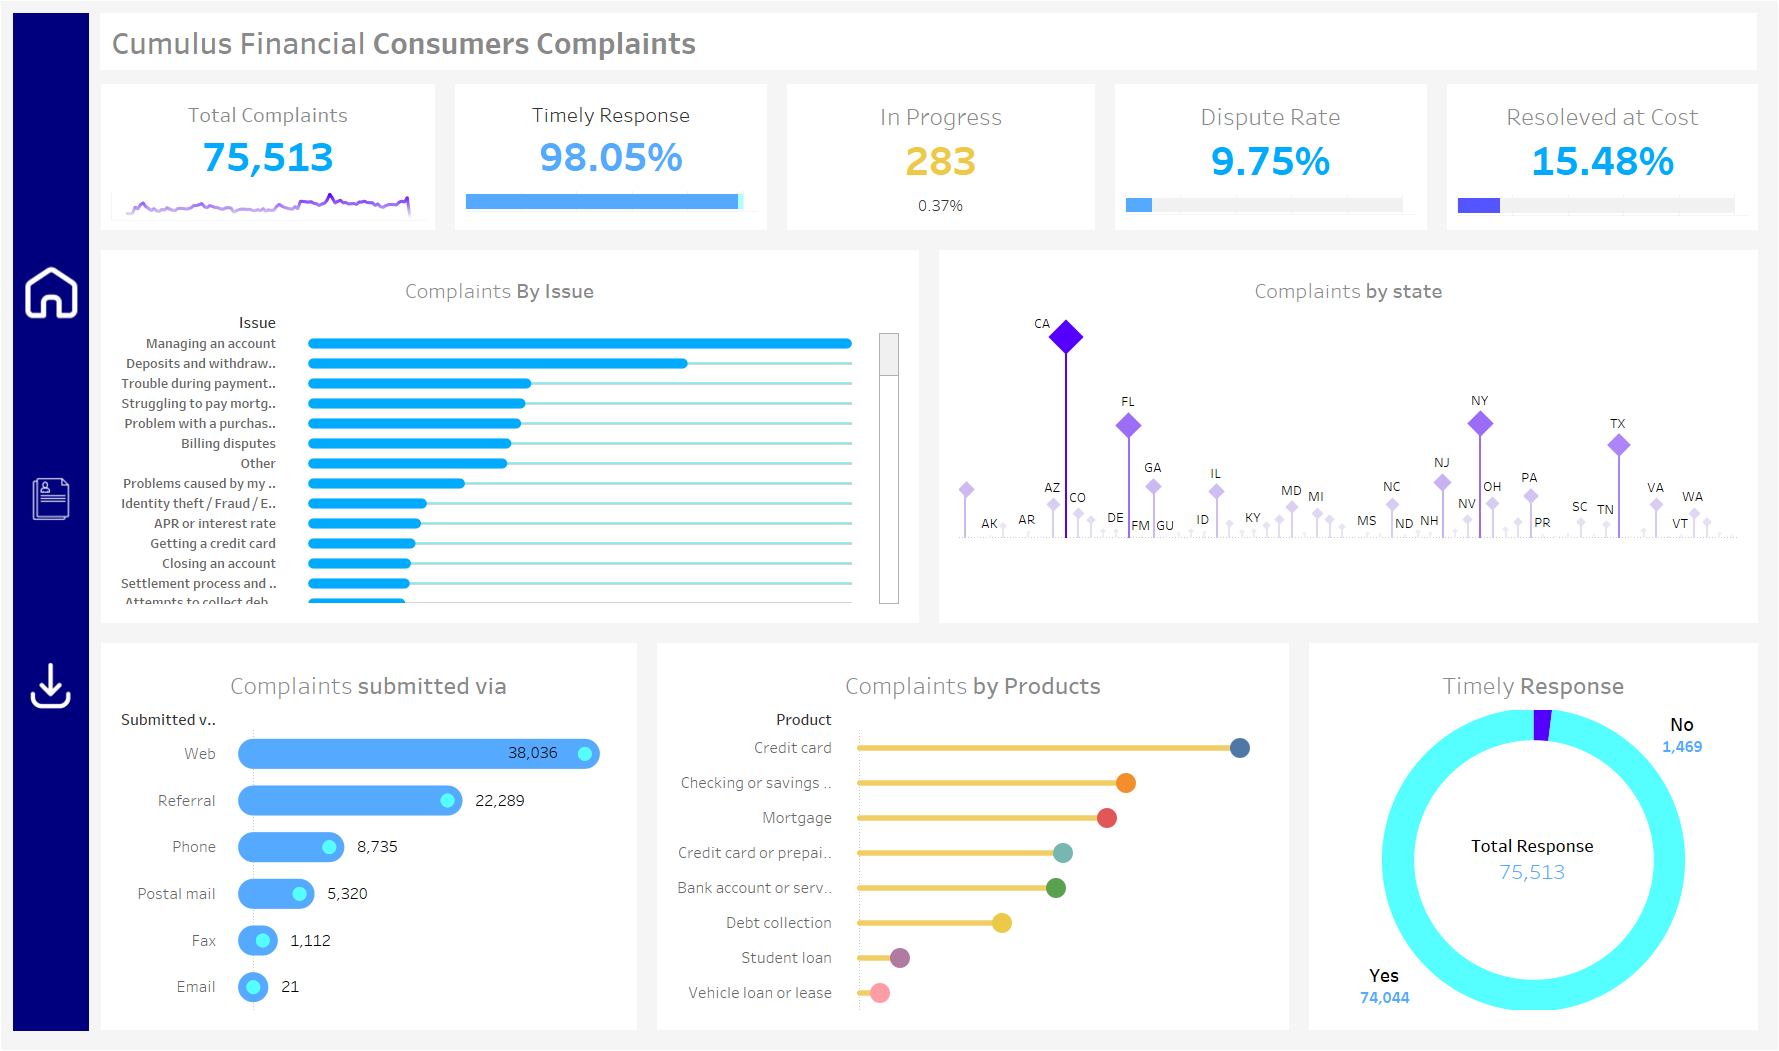 Cumulus Financial Consumers Complaints
Total Complaints
75,513
Timely Response
98.05%
In Progress
283
0.37%
Dispute Rate
9.75%
Resoleved at Cost
15.48%
Complaints By Issue
Issue
Managing an account
Deposits and withdraw..
Trouble during payment..
Struggling to pay mortg..
Problem with a purchas..
Billing disputes
Other
Problems caused by my ..
Identity theft / Fraud / E..
APR or interest rate
Getting a credit card
Closing an account
Settlement process and ..
Attempts to collect deb..
Complaints by state
CA
FL
NY
TX
GA
IL
NJ
PA
AZ
CO
MD
MI
NC
OH
VA
WA
AK
AR
DE
FM
GU
ID
KY
MS
ND
NH
NV
PR
SC
TN
VT
Complaints submitted via
Submitted v..
Web 38,036
Referral 22,289
Phone 8,735
Postal mail 5,320
Fax 1,112
Email 21
Complaints by Products
Product
Credit card
Checking or savings ..
Mortgage
Credit card or prepai..
Bank account or serv..
Debt collection
Student loan
Vehicle loan or lease
Timely Response
No
1,469
Total Response
75,513
Yes
74,044